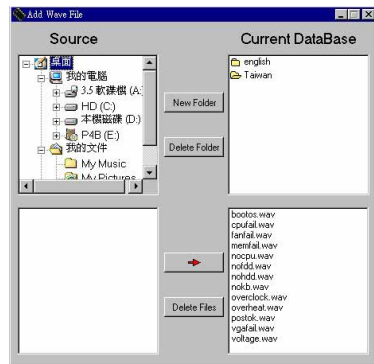 Add Wave File
Source
Current DataBase
桌面
我的電腦
3.5 軟碟機 (A:
HD (C:)
本機磁碟 (D:)
P4B (E:)
我的文件
My Music
My Pictures
New Folder
Delete Folder
english
Taiwan
Delete Files
bootos.wav
cpufail.wav
fanfail.wav
memfail.wav
nocpu.wav
nofdd.wav
nohdd.wav
nokb.wav
overclock.wav
overheat.wav
postok.wav
vgafail.wav
voltage.wav